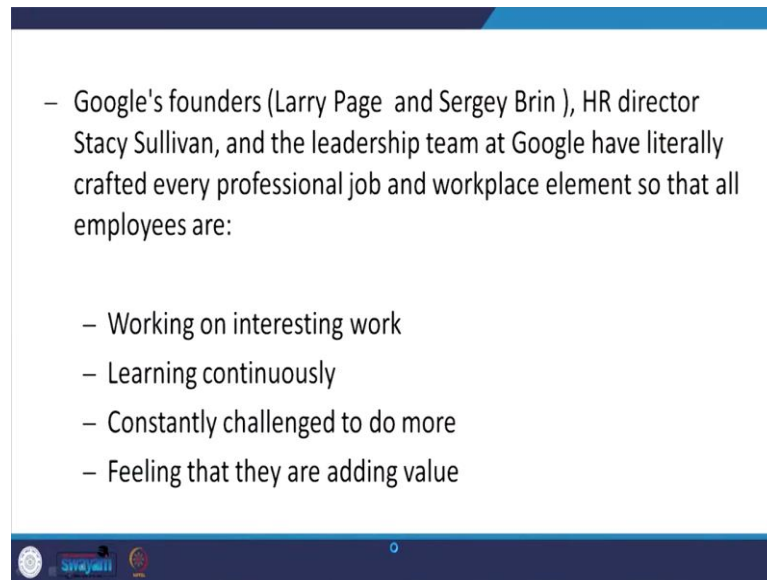 – Google's founders (Larry Page and Sergey Brin ), HR director
Stacy Sullivan, and the leadership team at Google have literally
crafted every professional job and workplace element so that all
employees are:
– Working on interesting work
– Learning continuously
– Constantly challenged to do more
– Feeling that they are adding value
swayam